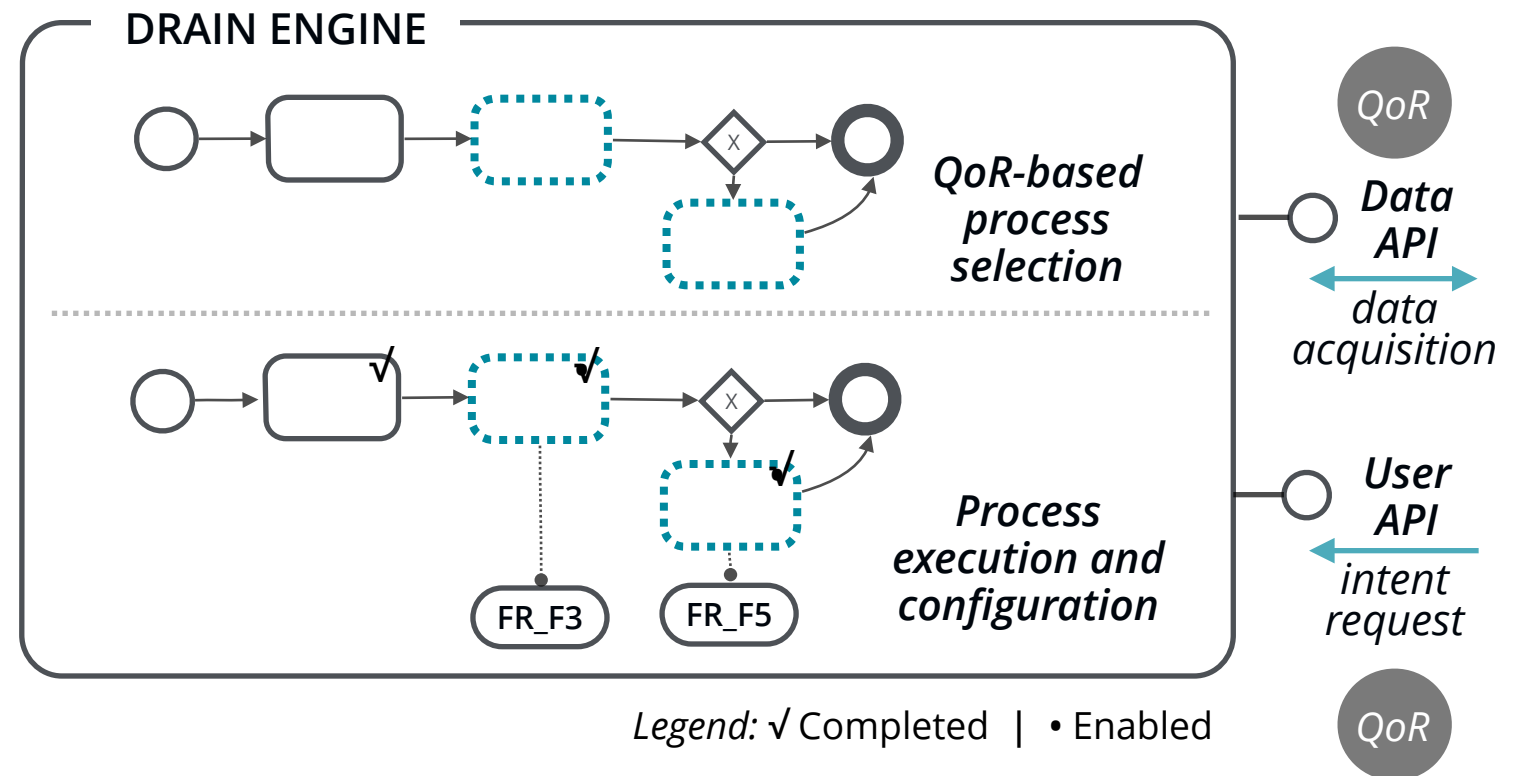 DRAIN ENGINE
X
QoR-based
process
selection
QoR
Data
API
data
acquisition
√
√
X
√
Process
execution and
configuration
FR_F3
FR_F5
User
API
intent
request
QoR
Legend: √ Completed | • Enabled